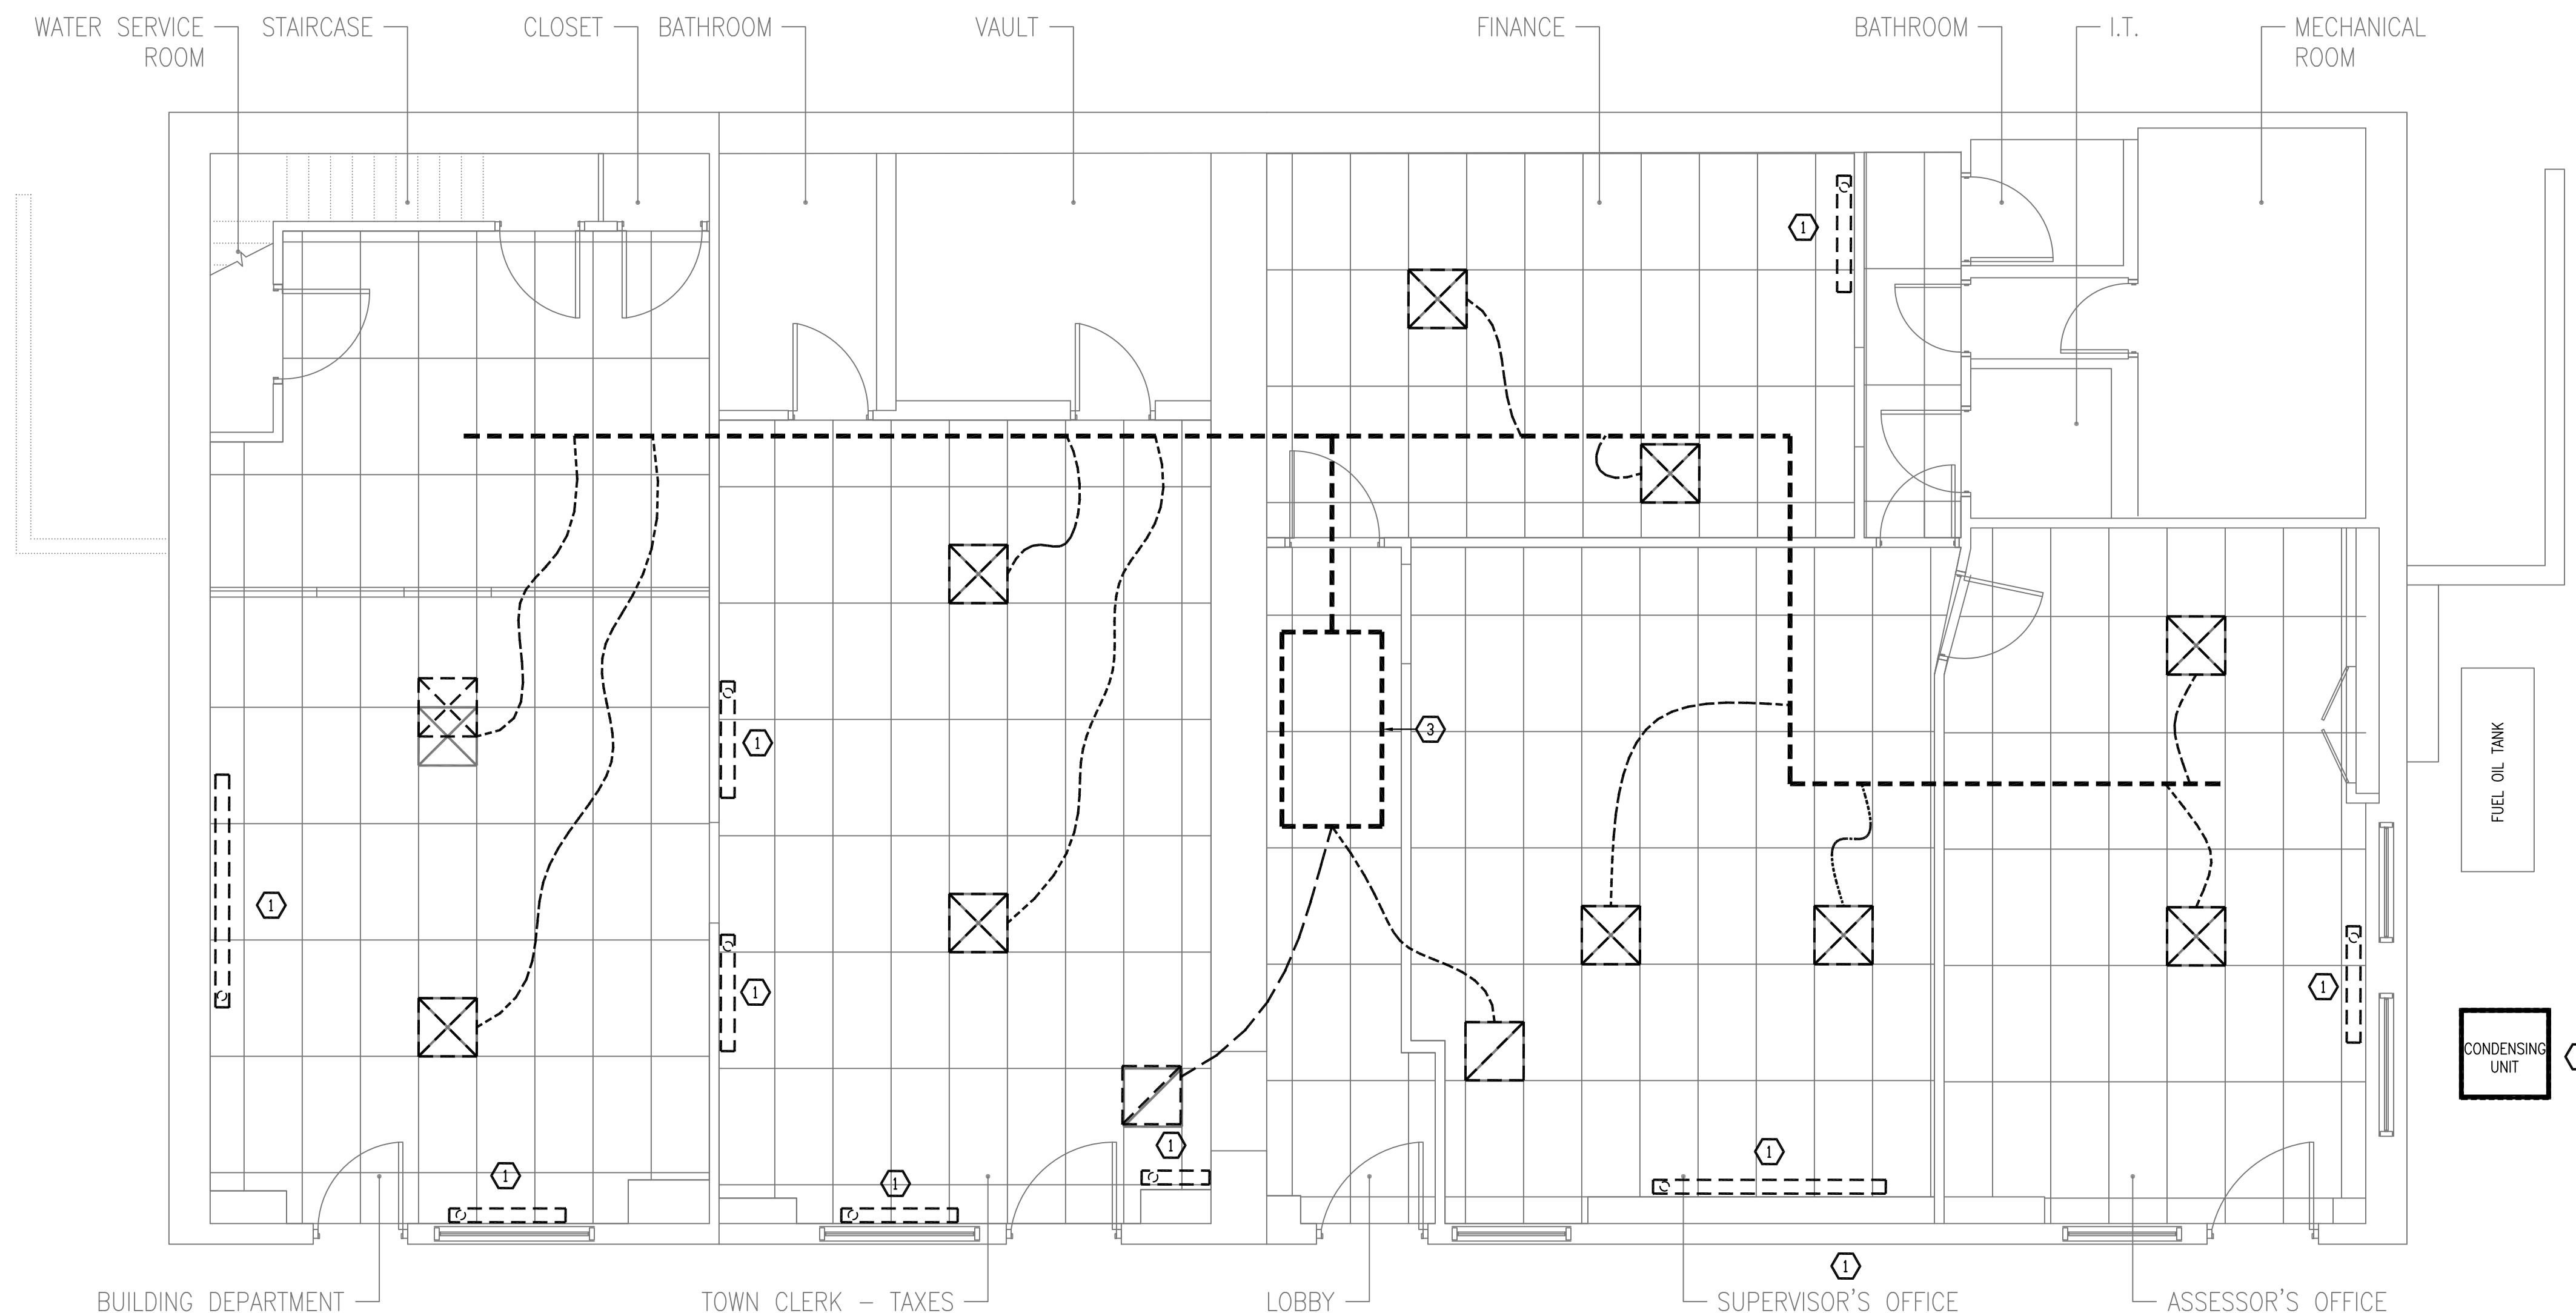 WATER SERVICE
ROOM
STAIRCASE
CLOSET
BATHROOM
VAULT
FINANCE
BATHROOM
I.T.
MECHANICAL
ROOM
1
3
1
1
1
FUEL OIL TANK
1
CONDENSING
UNIT
1
1
1
1
1
BUILDING DEPARTMENT
TOWN CLERK - TAXES
LOBBY
SUPERVISOR'S OFFICE
ASSESSOR'S OFFICE